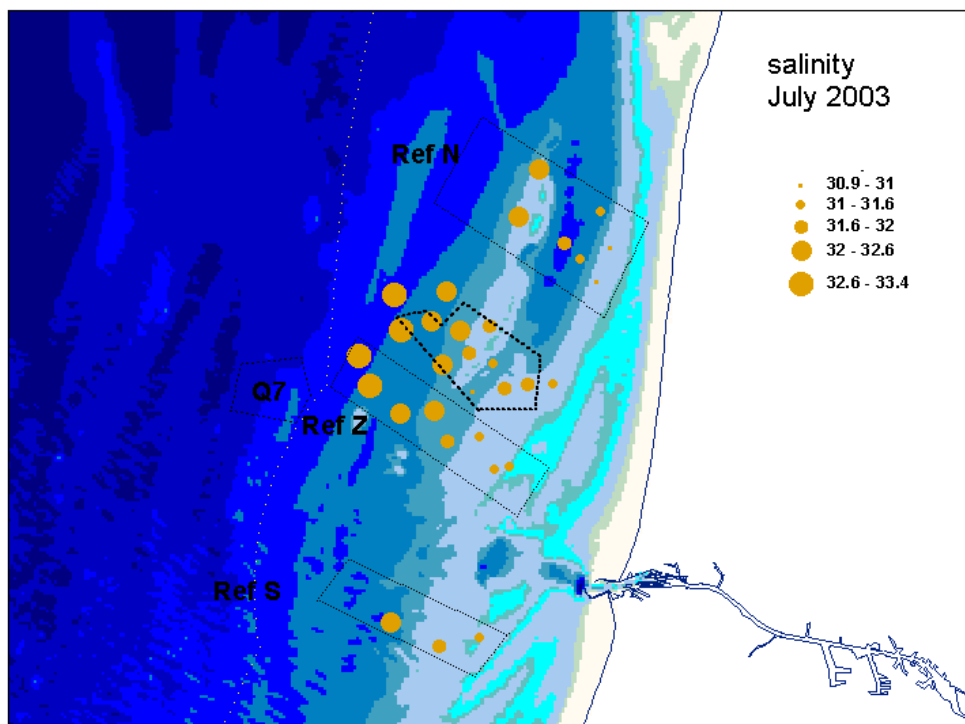 salinity
July 2003
Ref N
30.9 - 31
31 - 31.6
31.6 - 32
32 - 32.6
32.6 - 33.4
Q7
Ref Z
Ref S